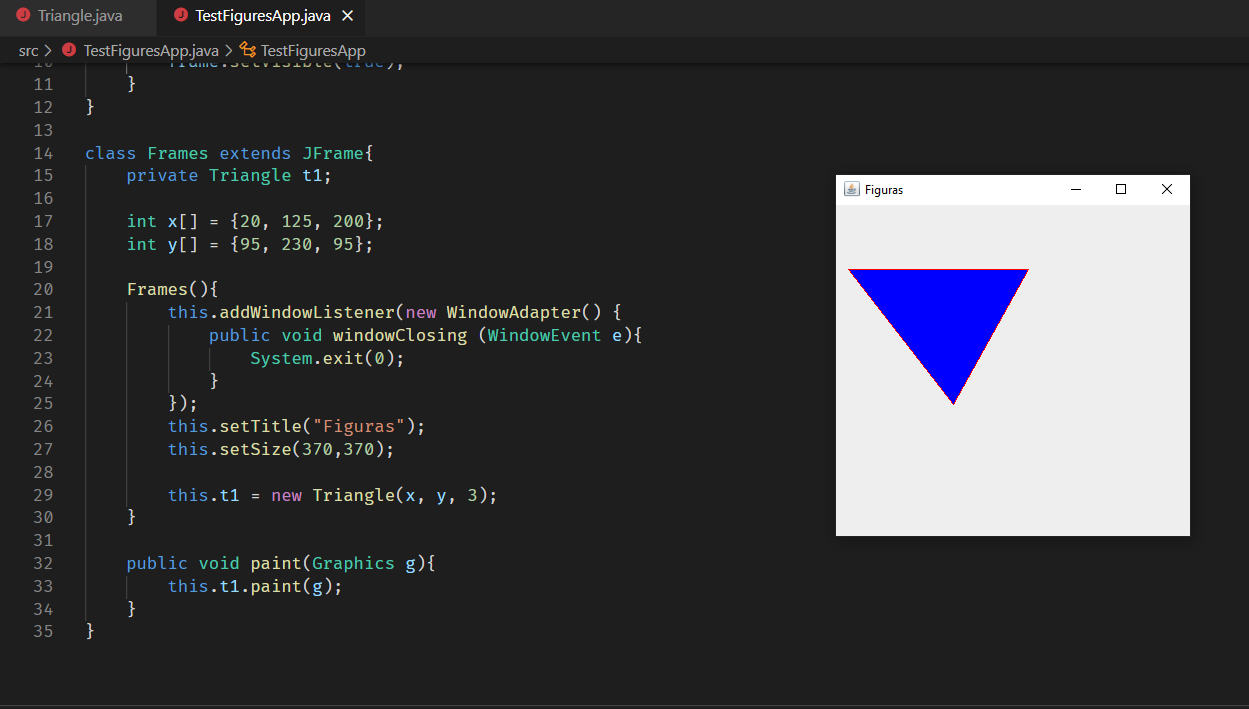 Triangle.java TestFiguresApp.java
src > TestFiguresApp.java > TestFiguresApp
10 frame.setVisible(true);
11 }
12 }
13
14 class Frames extends JFrame{
15 private Triangle t1;
16
17 int x[] = {20, 125, 200};
18 int y[] = {95, 230, 95};
19
20 Frames(){
21 this.addWindowListener(new WindowAdapter() {
22 public void windowClosing (WindowEvent e){
23 System.exit(0);
24 }
25 });
26 this.setTitle("Figuras");
27 this.setSize(370,370);
28
29 this.t1 = new Triangle(x, y, 3);
30 }
31
32 public void paint(Graphics g){
33 this.t1.paint(g);
34 }
35 }
Figuras